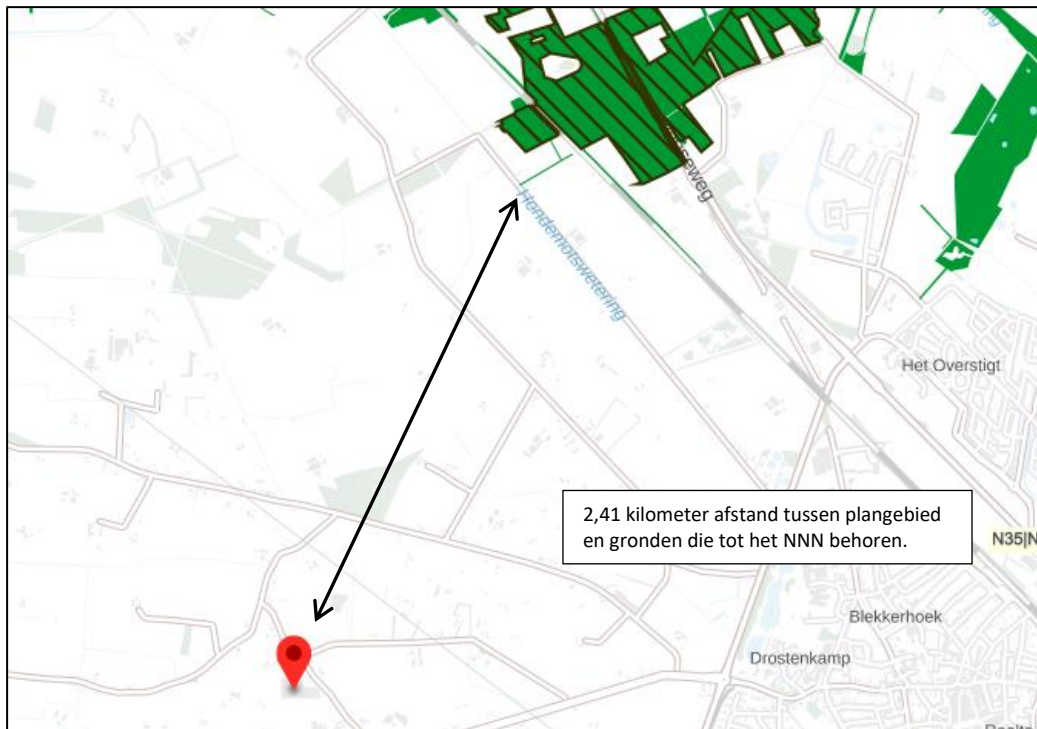 seweg
Hondemotswetering
Het Overstigt
2,41 kilometer afstand tussen plangebied
en gronden die tot het NNN behoren.
N35|N
Blekkerhoek
Drostenkamp